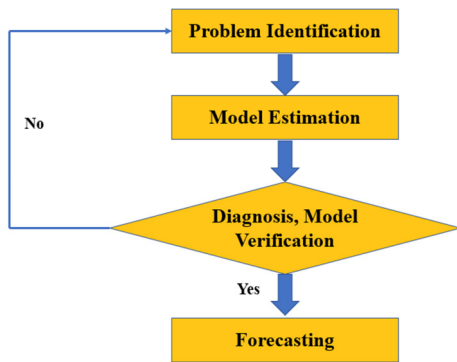 Problem Identification
Model Estimation
No
Diagnosis, Model
Verification
Yes
Forecasting